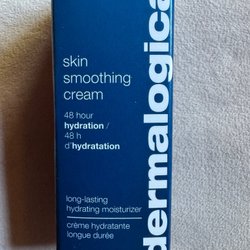 skin
smoothing
cream
48 hour
hydration /
48 h
d'hydratation
long-lasting
hydrating moisturizer
crème hydratante
longue durée
dermalogica